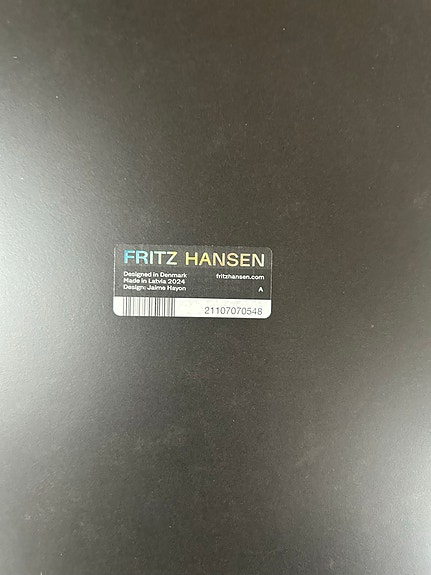 FRITZ HANSEN
Designed in Denmark fritzhansen.com
Made in Latvia 2024
Design: Jaime Hayon A
21107070548